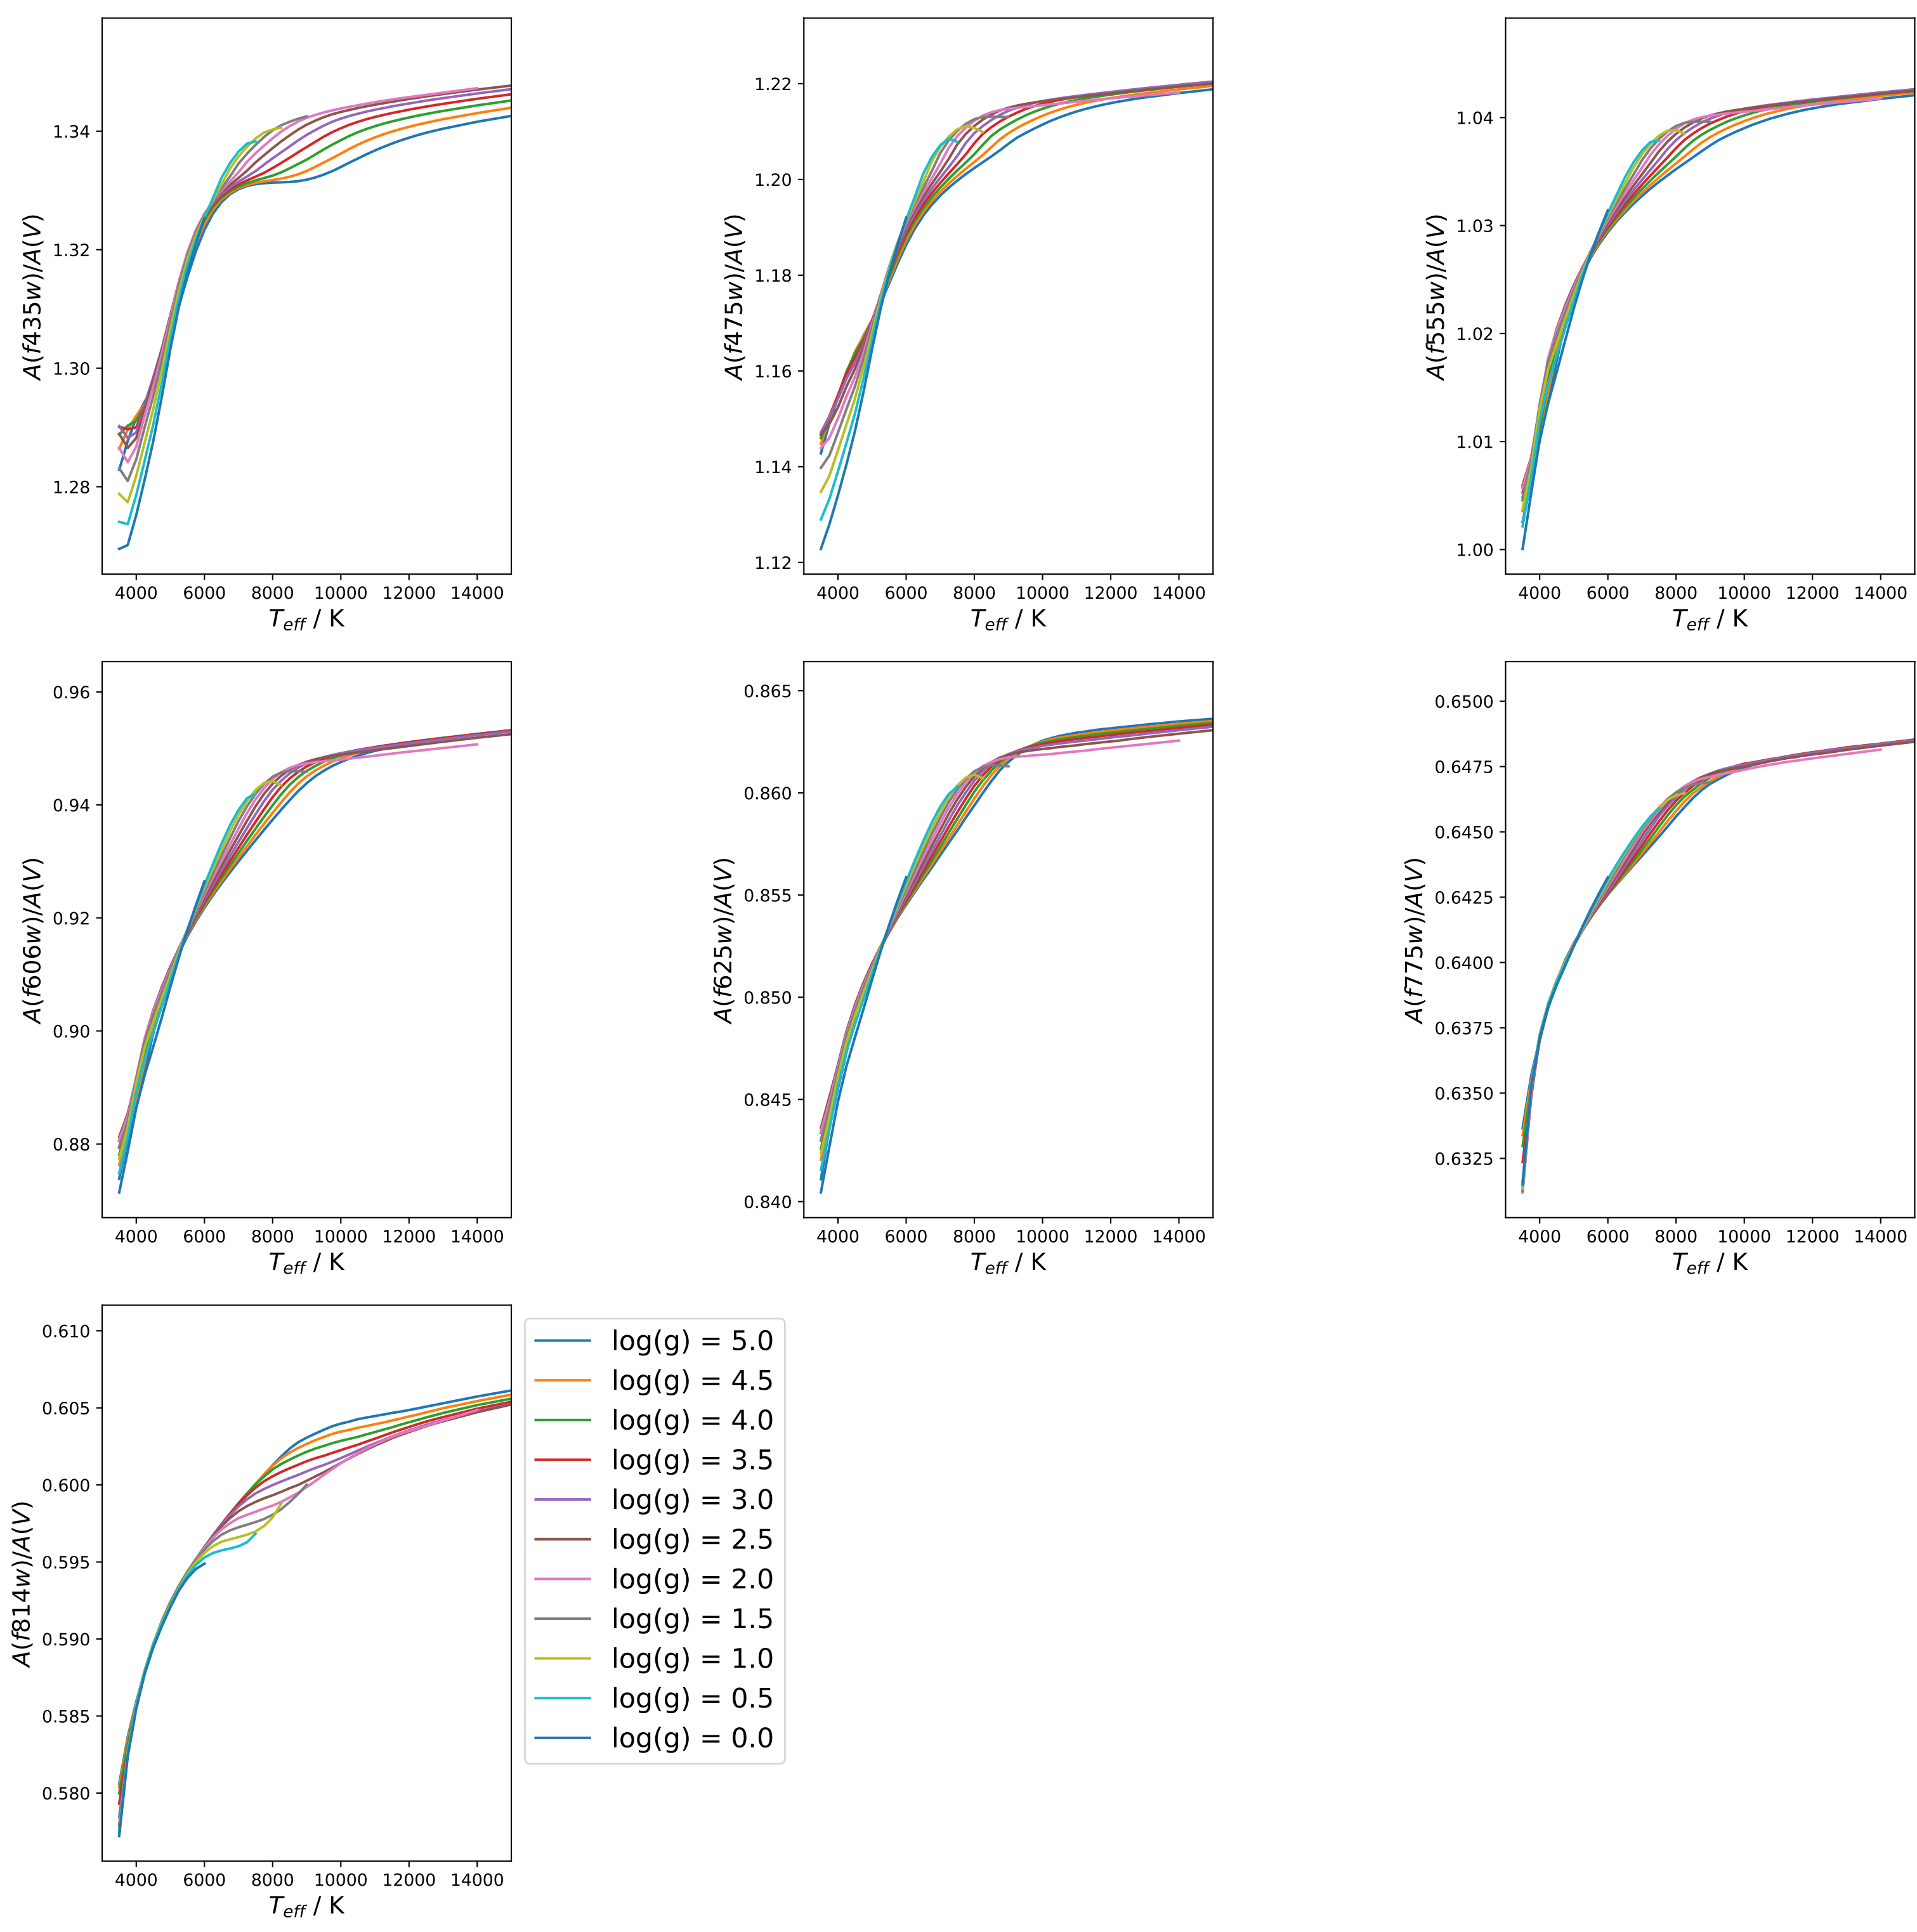 A(f435w)/A(V)
1.34
1.32
1.30
1.28
4000 6000 8000 10000 12000 14000
T_eff / K
A(f475w)/A(V)
1.22
1.20
1.18
1.16
1.14
1.12
4000 6000 8000 10000 12000 14000
T_eff / K
A(f555w)/A(V)
1.04
1.03
1.02
1.01
1.00
4000 6000 8000 10000 12000 14000
T_eff / K
A(f606w)/A(V)
0.96
0.94
0.92
0.90
0.88
4000 6000 8000 10000 12000 14000
T_eff / K
A(f625w)/A(V)
0.865
0.860
0.855
0.850
0.845
0.840
4000 6000 8000 10000 12000 14000
T_eff / K
A(f775w)/A(V)
0.6500
0.6475
0.6450
0.6425
0.6400
0.6375
0.6350
0.6325
4000 6000 8000 10000 12000 14000
T_eff / K
A(f814w)/A(V)
0.610
0.605
0.600
0.595
0.590
0.585
0.580
4000 6000 8000 10000 12000 14000
T_eff / K
log(g) = 5.0
log(g) = 4.5
log(g) = 4.0
log(g) = 3.5
log(g) = 3.0
log(g) = 2.5
log(g) = 2.0
log(g) = 1.5
log(g) = 1.0
log(g) = 0.5
log(g) = 0.0